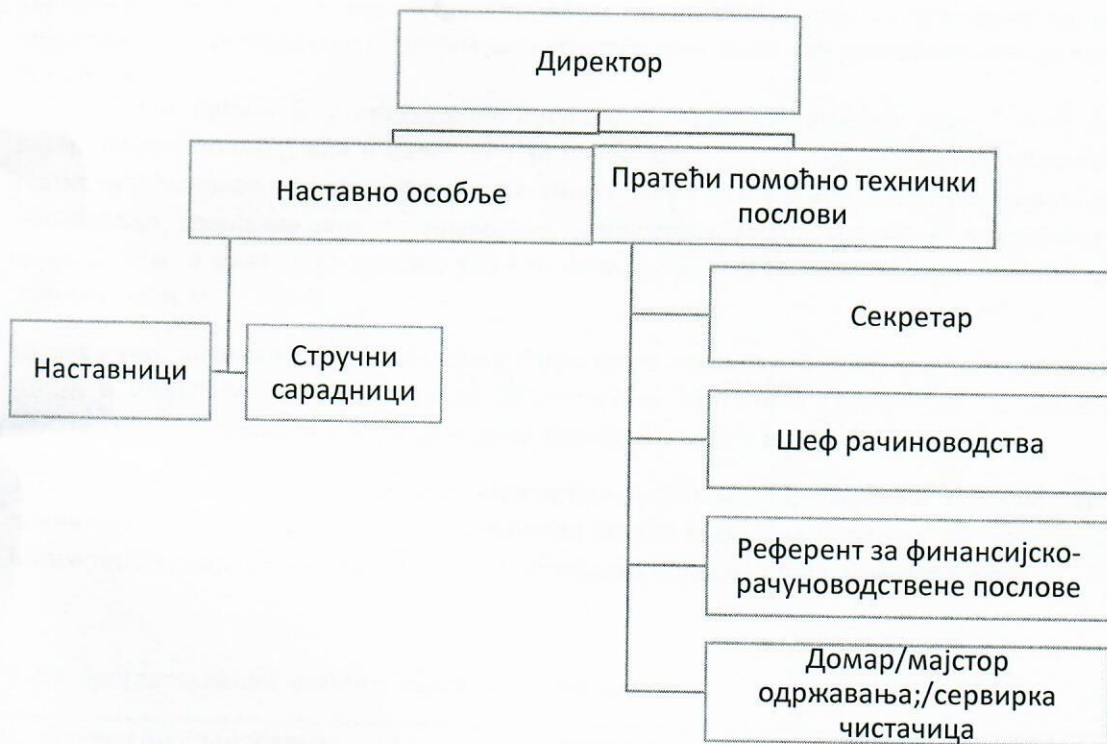 Директор
Наставно особље
Пратећи помоћно технички
послови
Наставници
Стручни
сарадници
Секретар
Шеф рачиноводства
Референт за финансијско-
рачуноводствене послове
Домар/мајстор
одржавања;/сервирка
чистачица